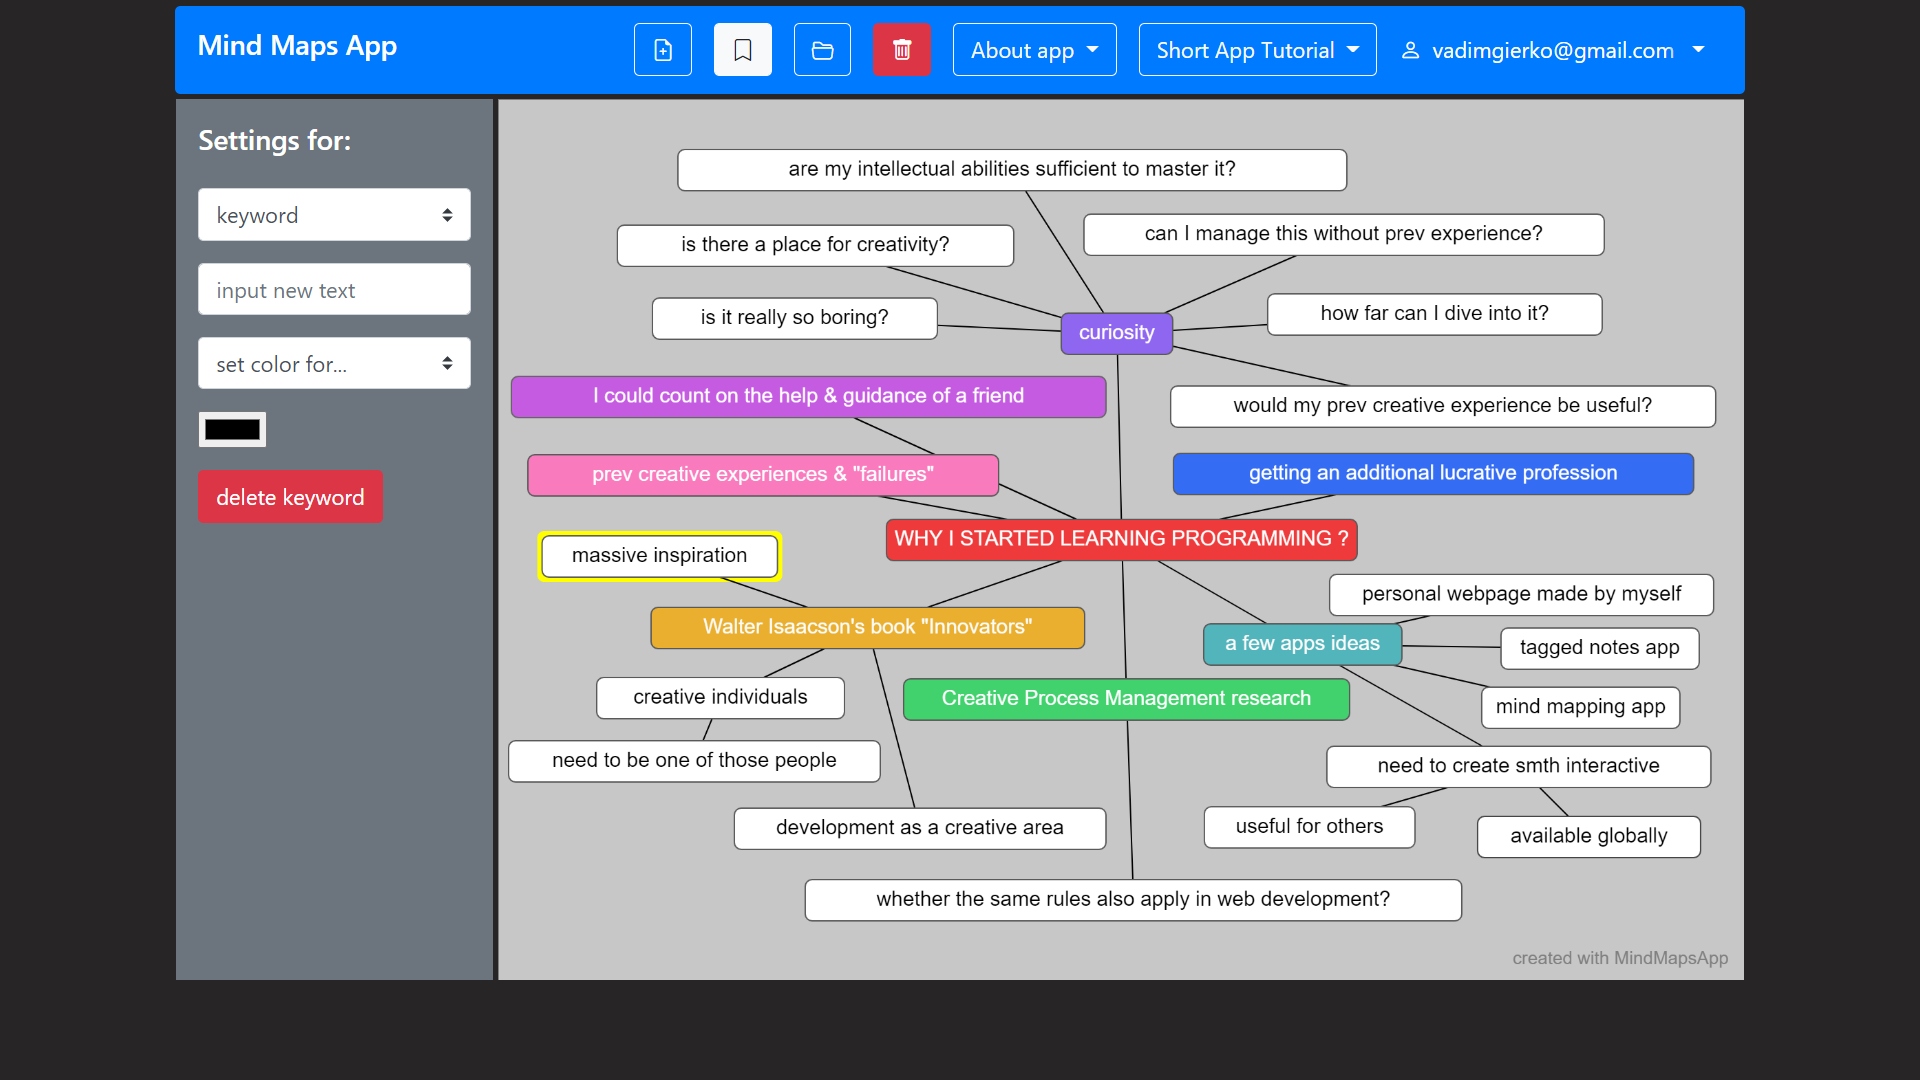 Mind Maps App
About app
Short App Tutorial
vadimgierko@gmail.com
Settings for:
keyword
input new text
set color for...
delete keyword
are my intellectual abilities sufficient to master it?
is there a place for creativity?
can I manage this without prev experience?
is it really so boring?
how far can I dive into it?
curiosity
I could count on the help & guidance of a friend
would my prev creative experience be useful?
prev creative experiences & "failures"
getting an additional lucrative profession
WHY I STARTED LEARNING PROGRAMMING ?
massive inspiration
personal webpage made by myself
Walter Isaacson's book "Innovators"
a few apps ideas
tagged notes app
creative individuals
Creative Process Management research
mind mapping app
need to be one of those people
need to create smth interactive
development as a creative area
useful for others
available globally
whether the same rules also apply in web development?
created with MindMapsApp